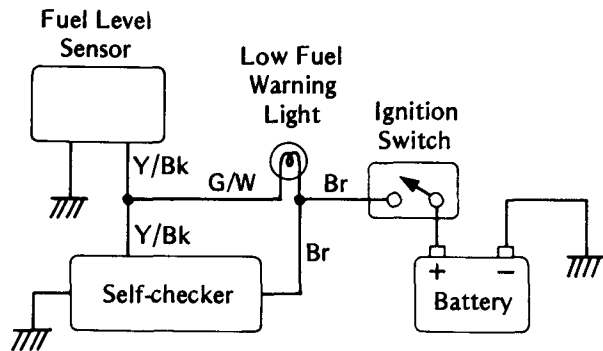 Fuel Level
Sensor
Low Fuel
Warning
Light
Ignition
Switch
Y/Bk
G/W
Br
Y/Bk
Br
Self-checker
+
−
Battery